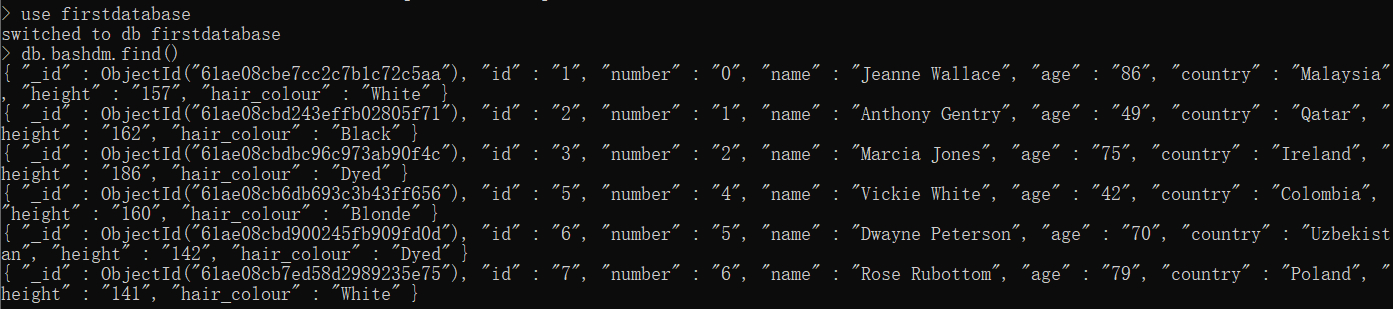 > use firstdatabase
switched to db firstdatabase
> db.bashdm.find()
{ "_id" : ObjectId("61ae08cbe7cc2c7b1c72c5aa"), "id" : "1", "number" : "0", "name" : "Jeanne Wallace", "age" : "86", "country" : "Malaysia"
, "height" : "157", "hair_colour" : "White" }
{ "_id" : ObjectId("61ae08cbd243effb02805f71"), "id" : "2", "number" : "1", "name" : "Anthony Gentry", "age" : "49", "country" : "Qatar", "
height" : "162", "hair_colour" : "Black" }
{ "_id" : ObjectId("61ae08cbdbc96c973ab90f4c"), "id" : "3", "number" : "2", "name" : "Marcia Jones", "age" : "75", "country" : "Ireland", "
height" : "186", "hair_colour" : "Dyed" }
{ "_id" : ObjectId("61ae08cb6db693c3b43ff656"), "id" : "5", "number" : "4", "name" : "Vickie White", "age" : "42", "country" : "Colombia",
"height" : "160", "hair_colour" : "Blonde" }
{ "_id" : ObjectId("61ae08cbd900245fb909fd0d"), "id" : "6", "number" : "5", "name" : "Dwayne Peterson", "age" : "70", "country" : "Uzbekist
an", "height" : "142", "hair_colour" : "Dyed" }
{ "_id" : ObjectId("61ae08cb7ed58d2989235e75"), "id" : "7", "number" : "6", "name" : "Rose Rubottom", "age" : "79", "country" : "Poland", "
height" : "141", "hair_colour" : "White" }